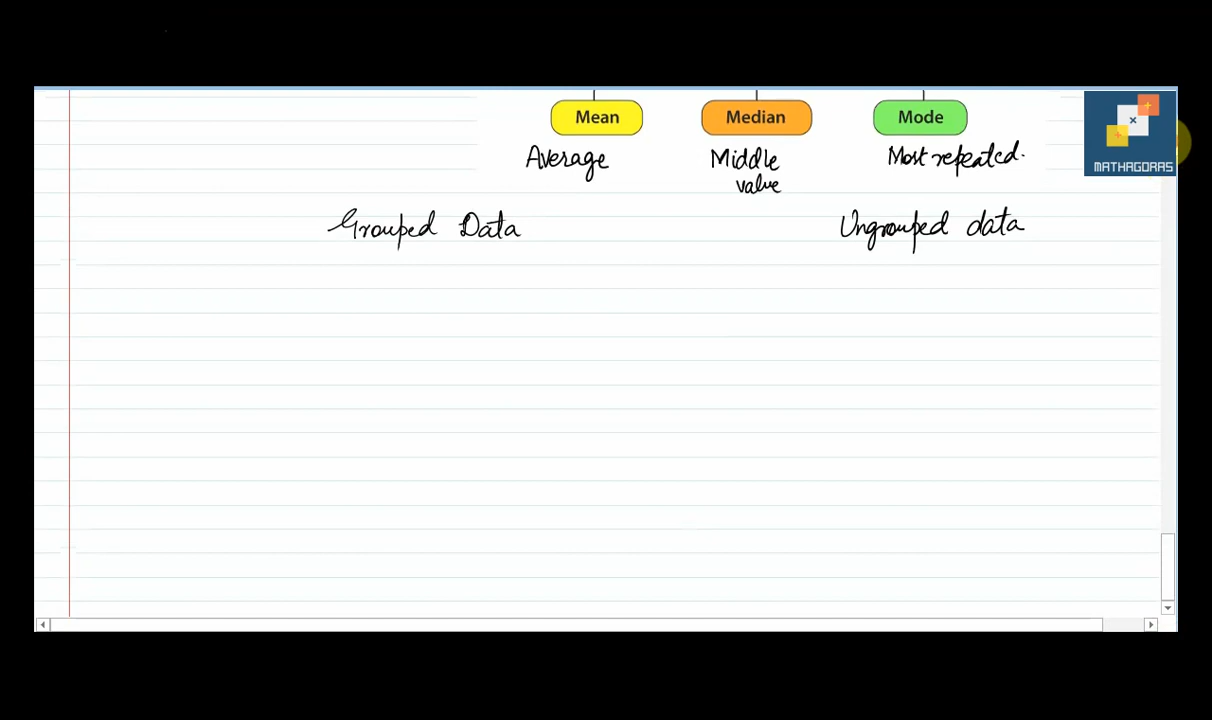 Mean Median Mode
Average Middle value Most repeated.
Grouped Data Ungrouped data
MATHAGORAS